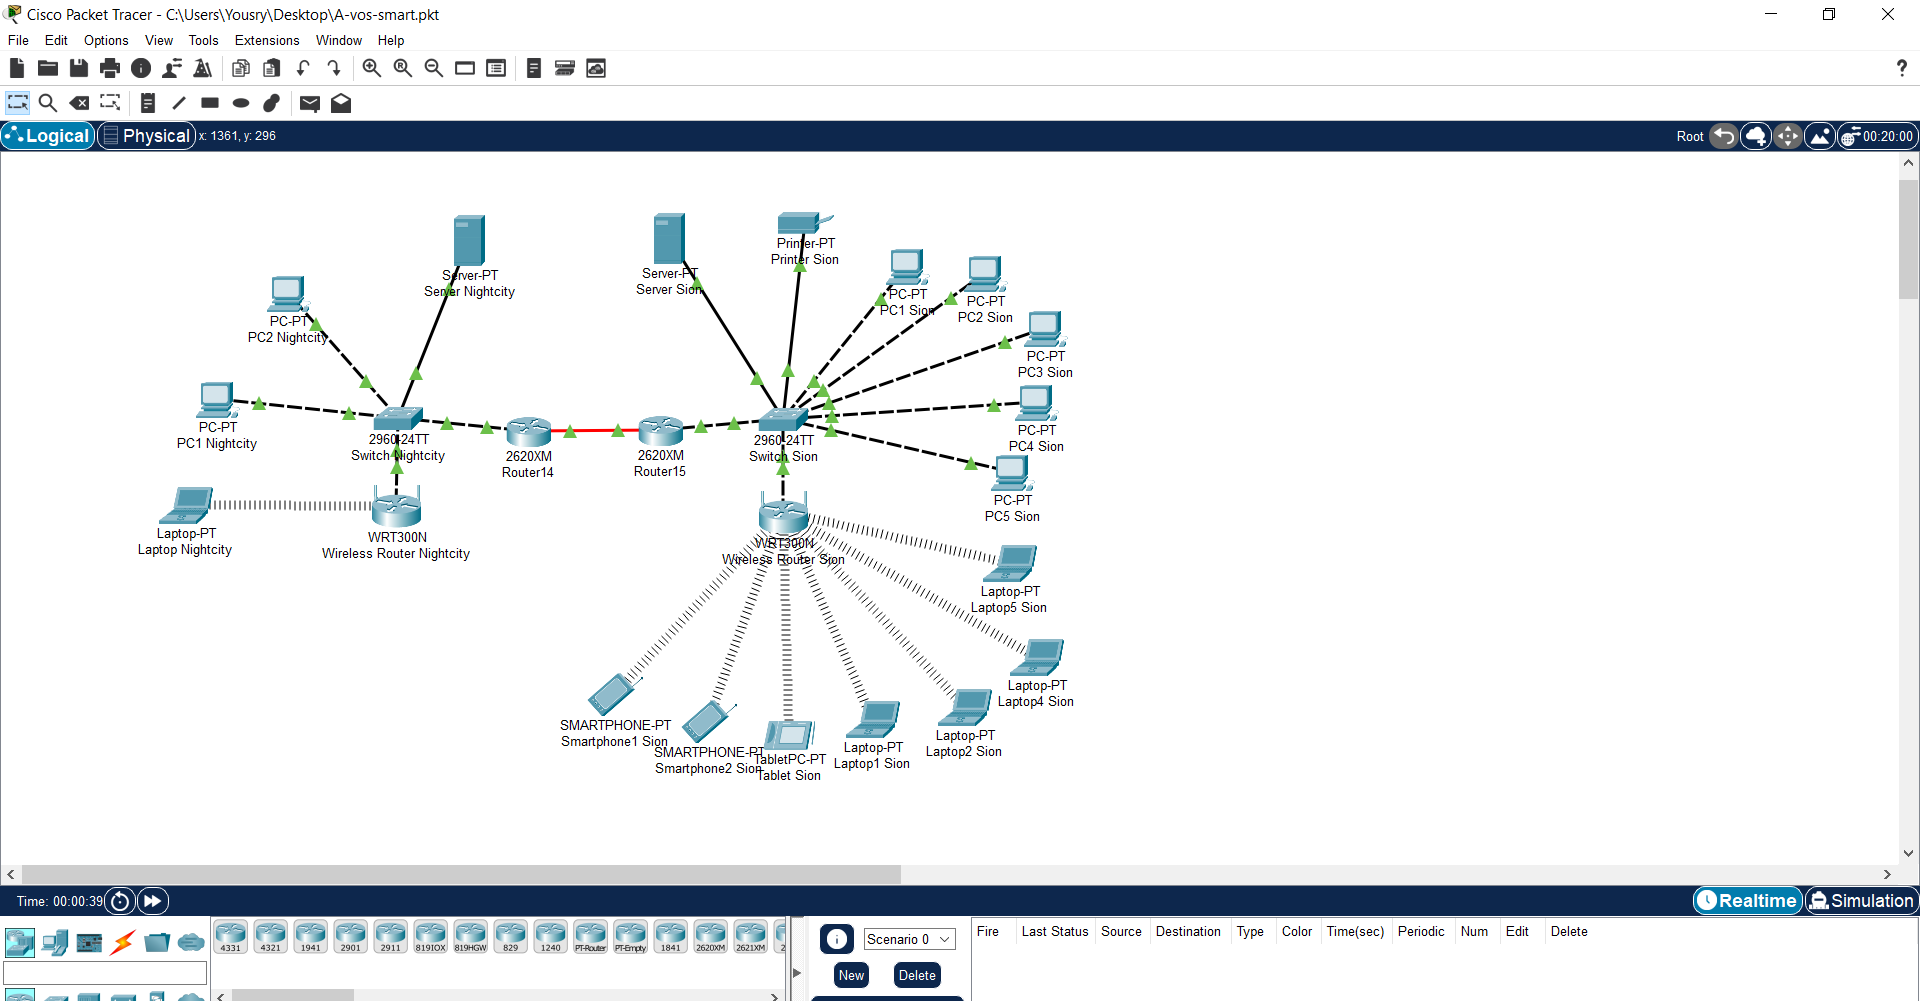 Cisco Packet Tracer - C:\Users\Yousry\Desktop\A-vos-smart.pkt
File Edit Options View Tools Extensions Window Help
Logical Physical x: 1361, y: 296 Root 00:20:00
Server-PT
Server Nightcity
Server-PT
Server Sion
Printer-PT
Printer Sion
PC-PT
PC1 Sion
PC-PT
PC2 Sion
PC-PT
PC2 Nightcity
PC-PT
PC3 Sion
PC-PT
PC1 Nightcity
2960-24TT
Switch Nightcity
2620XM
Router14
2620XM
Router15
2960-24TT
Switch Sion
PC-PT
PC4 Sion
PC-PT
PC5 Sion
Laptop-PT
Laptop Nightcity
WRT300N
Wireless Router Nightcity
WRT300N
Wireless Router Sion
Laptop-PT
Laptop5 Sion
Laptop-PT
Laptop4 Sion
SMARTPHONE-PT
Smartphone1 Sion
SMARTPHONE-PT
Smartphone2 Sion
TabletPC-PT
Tablet Sion
Laptop-PT
Laptop1 Sion
Laptop-PT
Laptop2 Sion
Time: 00:00:39 Realtime Simulation
4331 4321 1941 2901 2911 819IOX 819HGW 829 1240 PT-Router PT-Empty 1841 2620XM 2621XM 2
Scenario 0
New Delete
Fire Last Status Source Destination Type Color Time(sec) Periodic Num Edit Delete